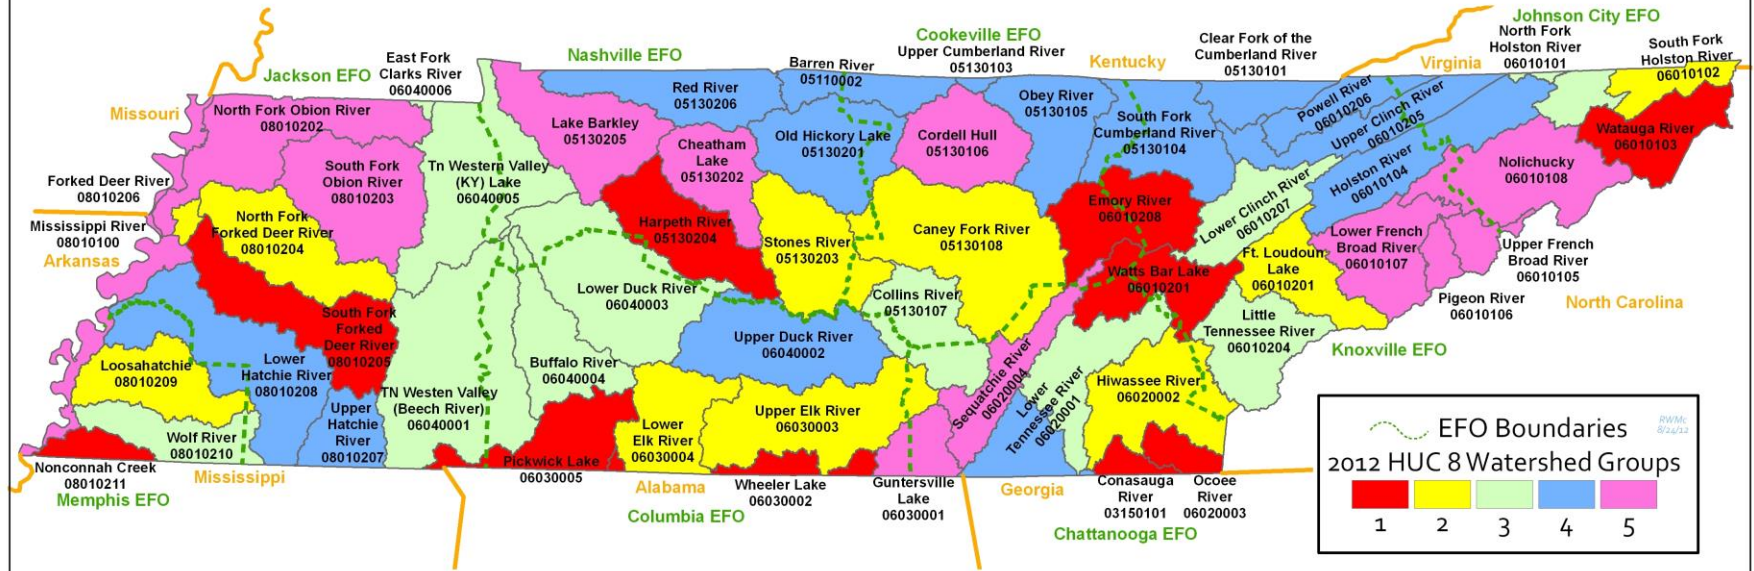 Johnson City EFO
North Fork
Holston River
06010101
South Fork
Holston River
06010102
Cookeville EFO
Upper Cumberland River
05130103
Clear Fork of the
Cumberland River
05130101
Nashville EFO
East Fork
Clarks River
06040006
Jackson EFO
Barren River
05110002
Kentucky
Virginia
Missouri
North Fork Obion River
08010202
Red River
05130206
Obey River
05130105
Powell River
06010206
Upper Clinch River
06010205
Lake Barkley
05130205
Old Hickory Lake
05130201
Cordell Hull
05130106
South Fork
Cumberland River
05130104
Watauga River
06010103
Cheatham
Lake
05130202
South Fork
Obion River
08010203
Tn Western Valley
(KY) Lake
06040005
Holston River
06010104
Nolichucky
06010108
Forked Deer River
08010206
Emory River
06010208
Lower Clinch River
06010207
Mississippi River
08010100
North Fork
Forked Deer River
08010204
Harpeth River
05130204
Stones River
05130203
Caney Fork River
05130108
Lower French
Broad River
06010107
Upper French
Broad River
06010105
Arkansas
Ft. Loudoun
Lake
06010201
Watts Bar Lake
06010201
Lower Duck River
06040003
Collins River
05130107
Pigeon River
06010106
North Carolina
South Fork
Forked
Deer River
08010205
Little
Tennessee River
06010204
Upper Duck River
06040002
Knoxville EFO
Loosahatchie
08010209
Lower
Hatchie River
08010208
Buffalo River
06040004
Sequatchie River
06020004
Hiwassee River
06020002
TN Westen Valley
(Beech River)
06040001
Lower
Tennessee River
06020001
Upper
Hatchie
River
08010207
Upper Elk River
06030003
Lower
Elk River
06030004
Wolf River
08010210
Nonconnah Creek
08010211
Mississippi
Pickwick Lake
06030005
Alabama
Wheeler Lake
06030002
Guntersville
Lake
06030001
Georgia
Conasauga
River
03150101
Ocoee
River
06020003
Memphis EFO
Columbia EFO
Chattanooga EFO
EFO Boundaries
RWMc
8/24/12
2012 HUC 8 Watershed Groups
1 2 3 4 5